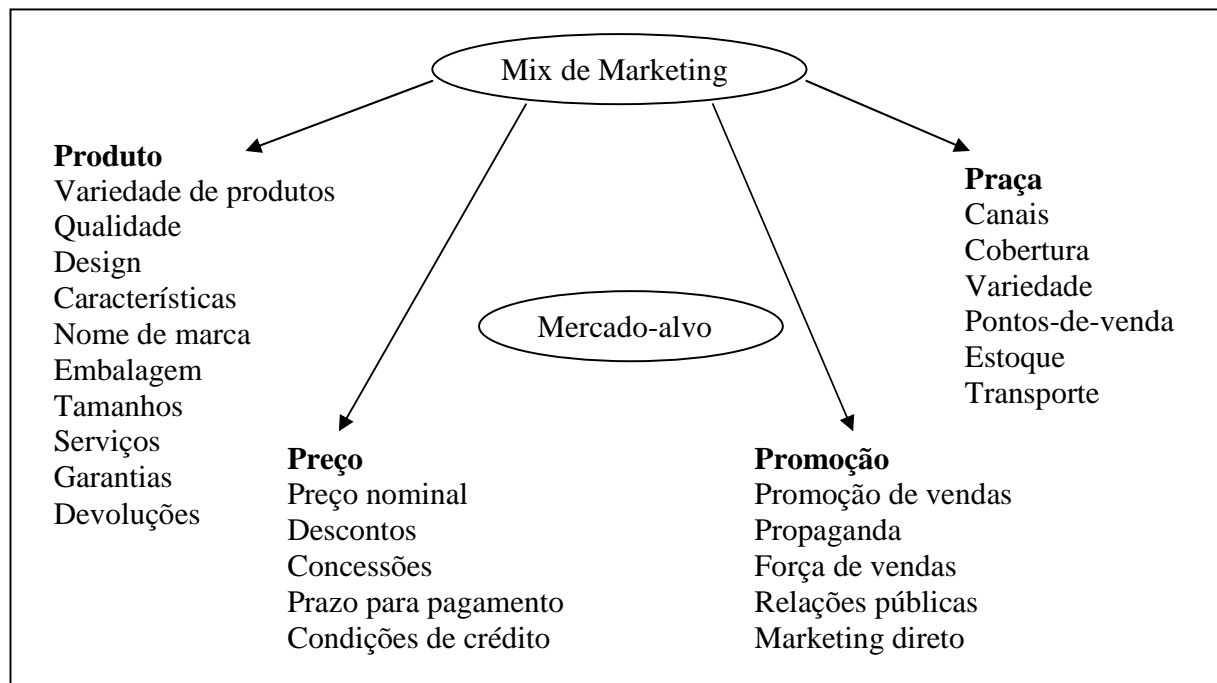 Mix de Marketing
Produto
Variedade de produtos
Qualidade
Design
Características
Nome de marca
Embalagem
Tamanhos
Serviços
Garantias
Devoluções
Preço
Preço nominal
Descontos
Concessões
Prazo para pagamento
Condições de crédito
Mercado-alvo
Promoção
Promoção de vendas
Propaganda
Força de vendas
Relações públicas
Marketing direto
Praça
Canais
Cobertura
Variedade
Pontos-de-venda
Estoque
Transporte